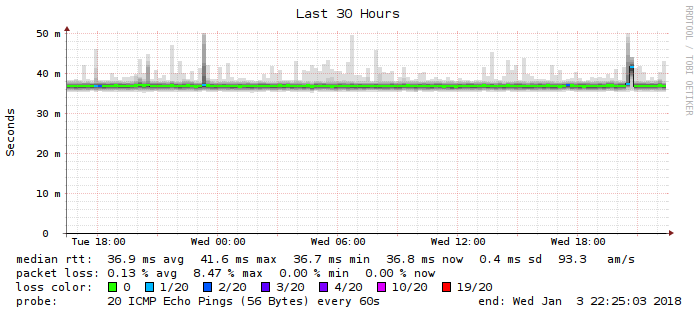 Last 30 Hours
RRDTOOL / TOBI OETIKER
Seconds
50 m
40 m
30 m
20 m
10 m
0
Tue 18:00 Wed 00:00 Wed 06:00 Wed 12:00 Wed 18:00
median rtt: 36.9 ms avg 41.6 ms max 36.7 ms min 36.8 ms now 0.4 ms sd 93.3 am/s
packet loss: 0.13 % avg 8.47 % max 0.00 % min 0.00 % now
loss color: 0 1/20 2/20 3/20 4/20 10/20 19/20
probe: 20 ICMP Echo Pings (56 Bytes) every 60s end: Wed Jan 3 22:25:03 2018